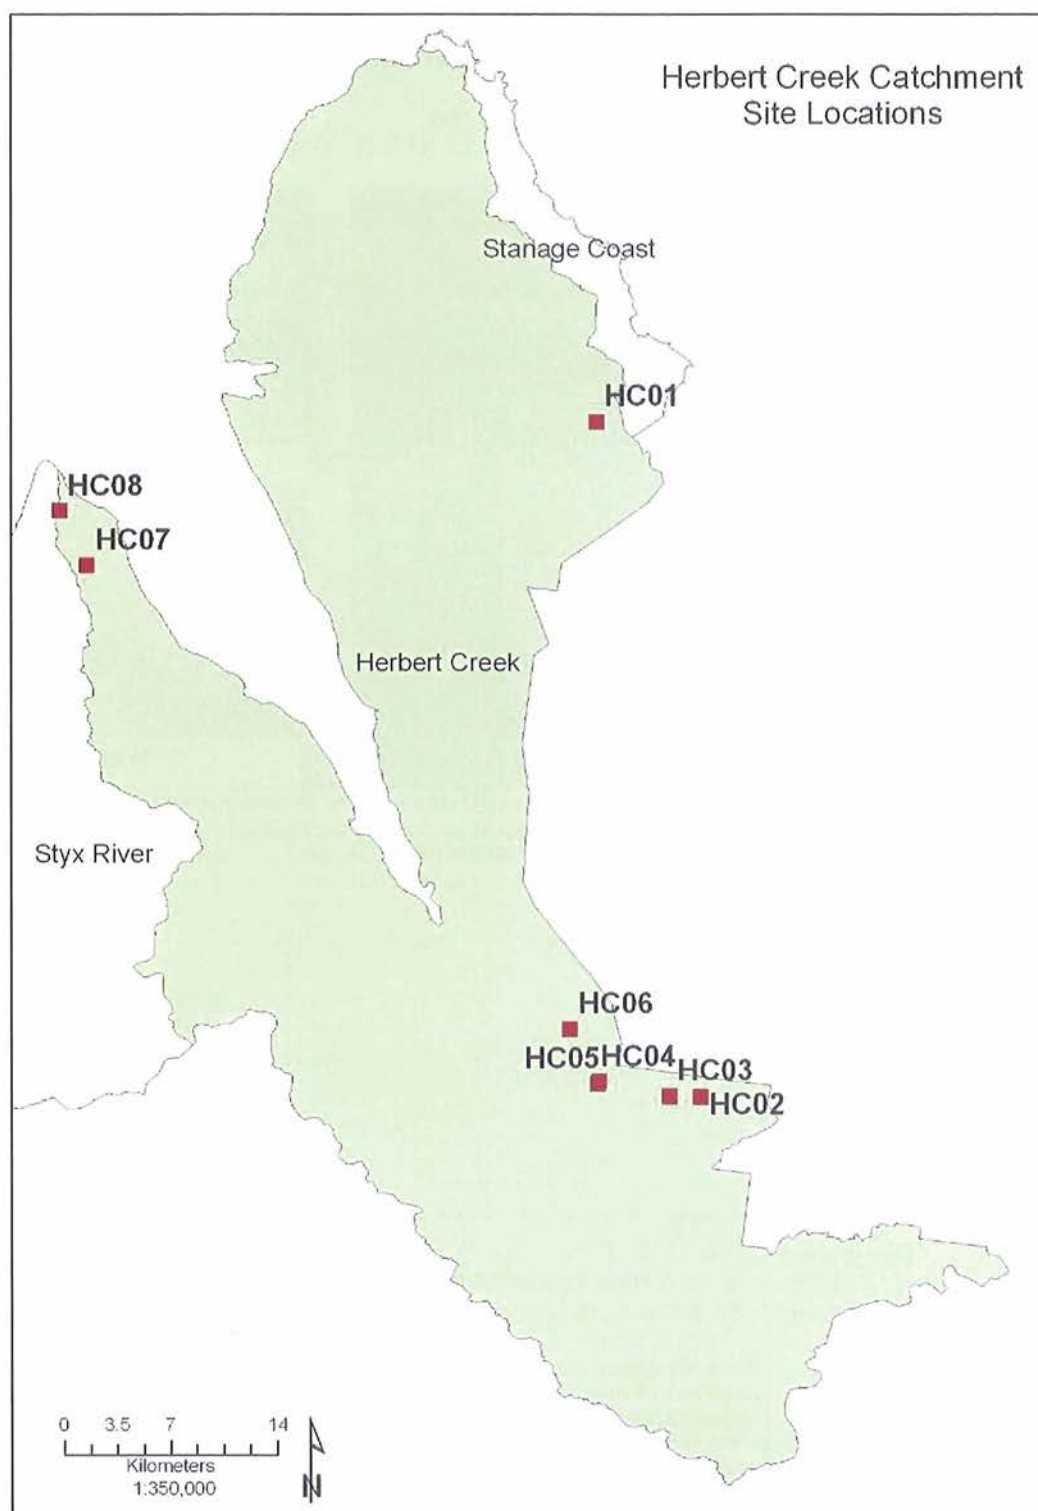 Herbert Creek Catchment
Site Locations
Stanage Coast
HC01
HC08
HC07
Herbert Creek
Styx River
HC06
HC05HC04
HC03
HC02
0 3.5 7 14
Kilometers
1:350,000
N